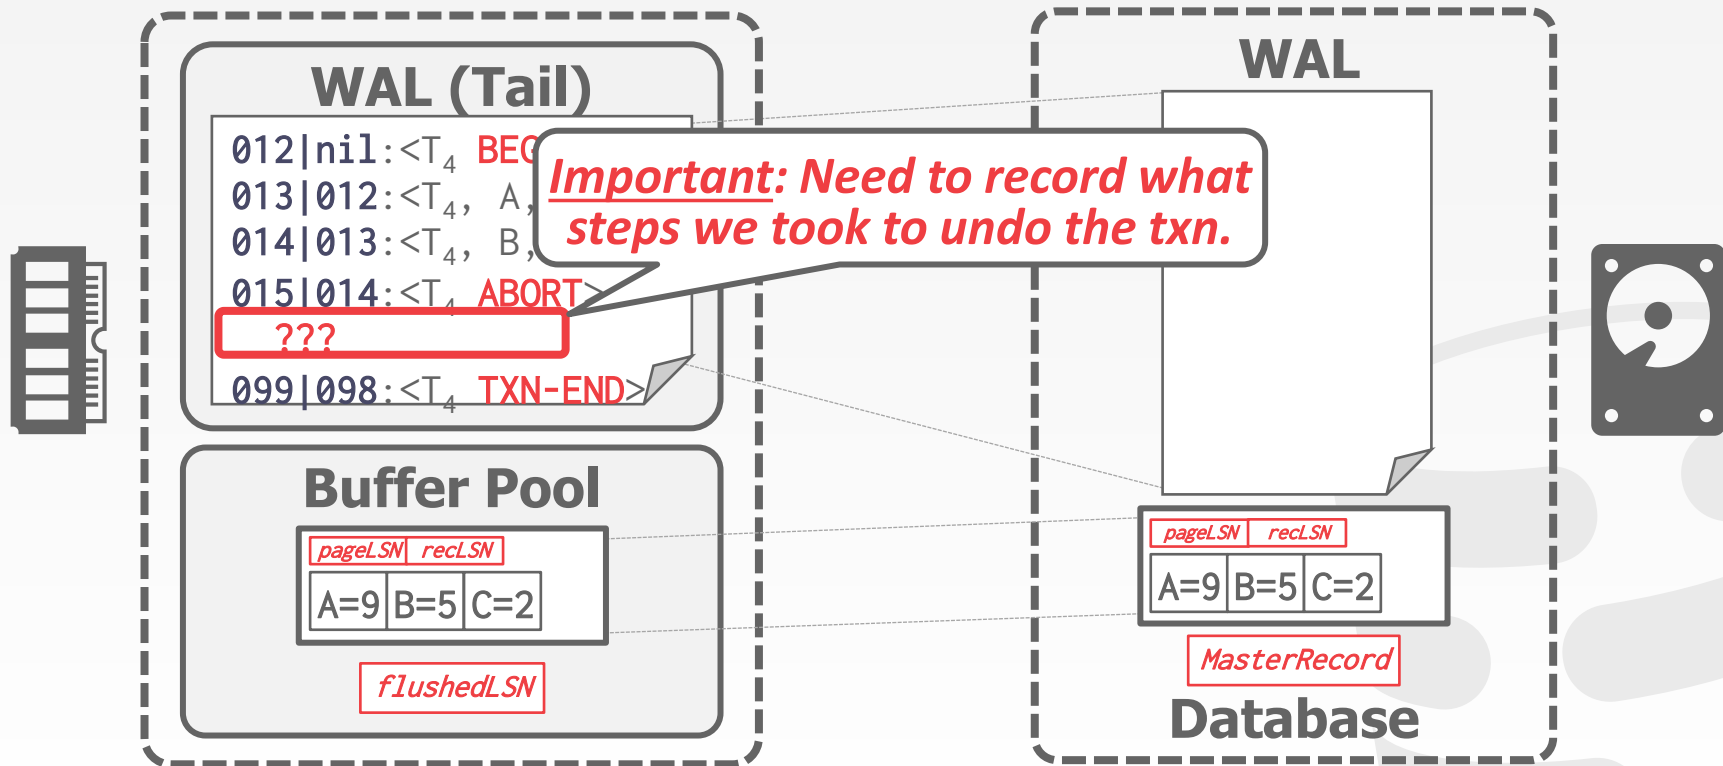 WAL (Tail)
012|nil:<T4 BEG
013|012:<T4, A,
014|013:<T4, B,
015|014:<T4 ABORT>
???
099|098:<T4 TXN-END>
Important: Need to record what
steps we took to undo the txn.
Buffer Pool
pageLSN recLSN
A=9 B=5 C=2
flushedLSN
WAL
pageLSN recLSN
A=9 B=5 C=2
MasterRecord
Database